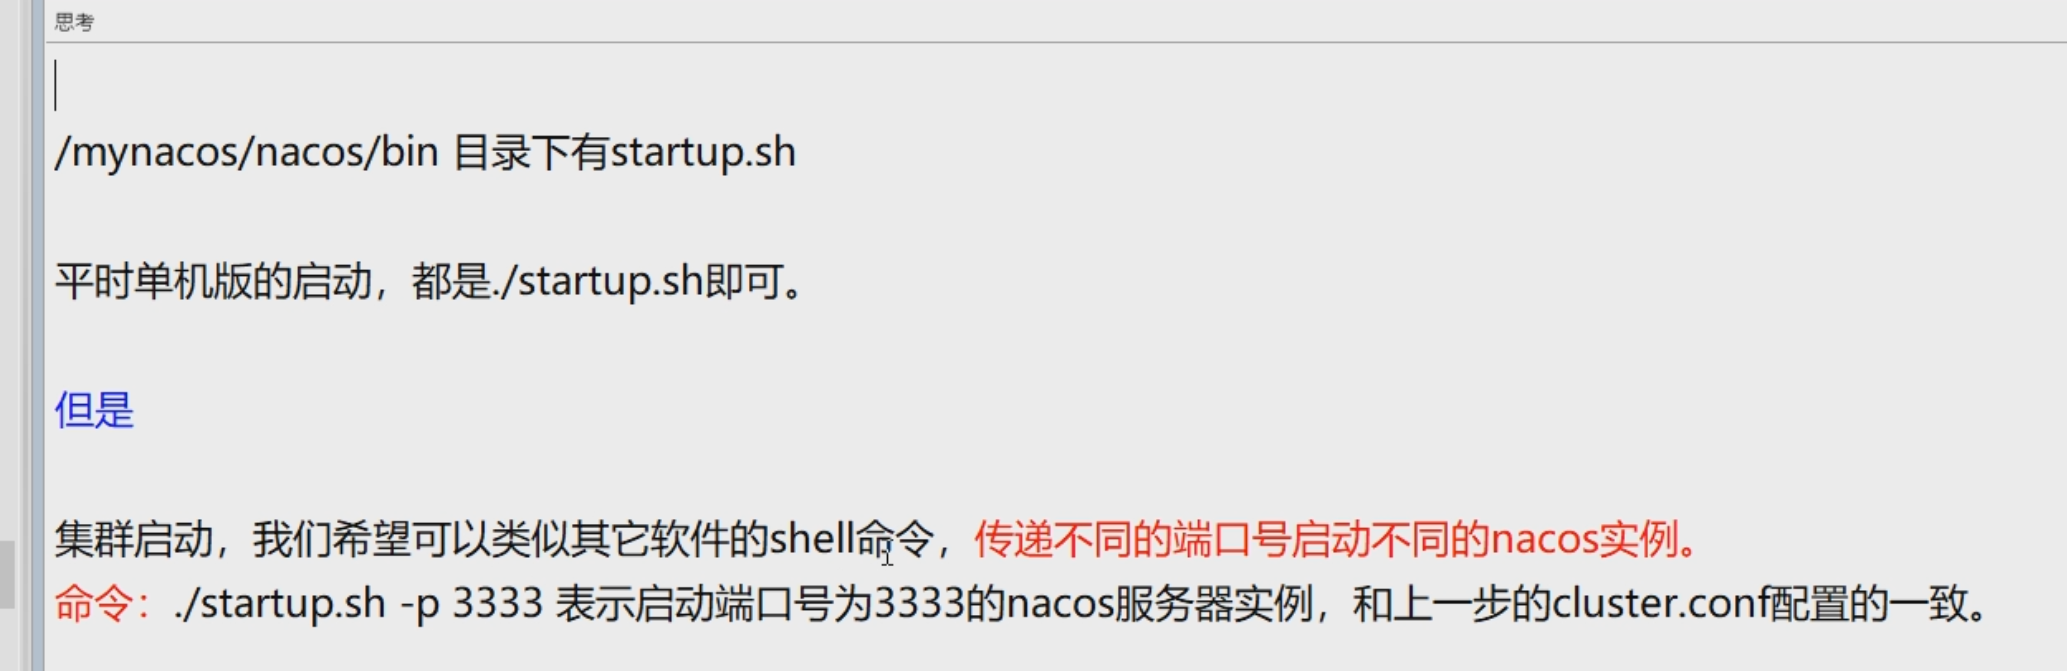 思考
/mynacos/nacos/bin 目录下有startup.sh
平时单机版的启动，都是./startup.sh即可。
但是
集群启动，我们希望可以类似其它软件的shell命令，传递不同的端口号启动不同的nacos实例。
命令：./startup.sh -p 3333 表示启动端口号为3333的nacos服务器实例，和上一步的cluster.conf配置的一致。